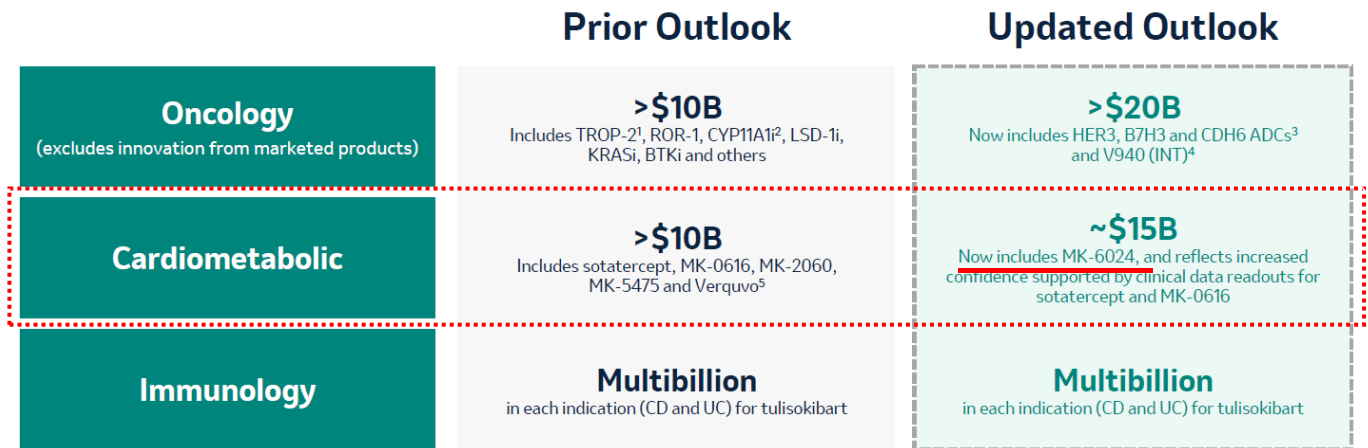 Prior Outlook
Updated Outlook
Oncology
(excludes innovation from marketed products)
>$10B
Includes TROP-2¹, ROR-1, CYP11A1i², LSD-1i,
KRASi, BTKi and others
>$20B
Now includes HER3, B7H3 and CDH6 ADCs³
and V940 (INT)⁴
Cardiometabolic
>$10B
Includes sotatercept, MK-0616, MK-2060,
MK-5475 and Verquvo⁵
~$15B
Now includes MK-6024, and reflects increased
confidence supported by clinical data readouts for
sotatercept and MK-0616
Immunology
Multibillion
in each indication (CD and UC) for tulisokibart
Multibillion
in each indication (CD and UC) for tulisokibart